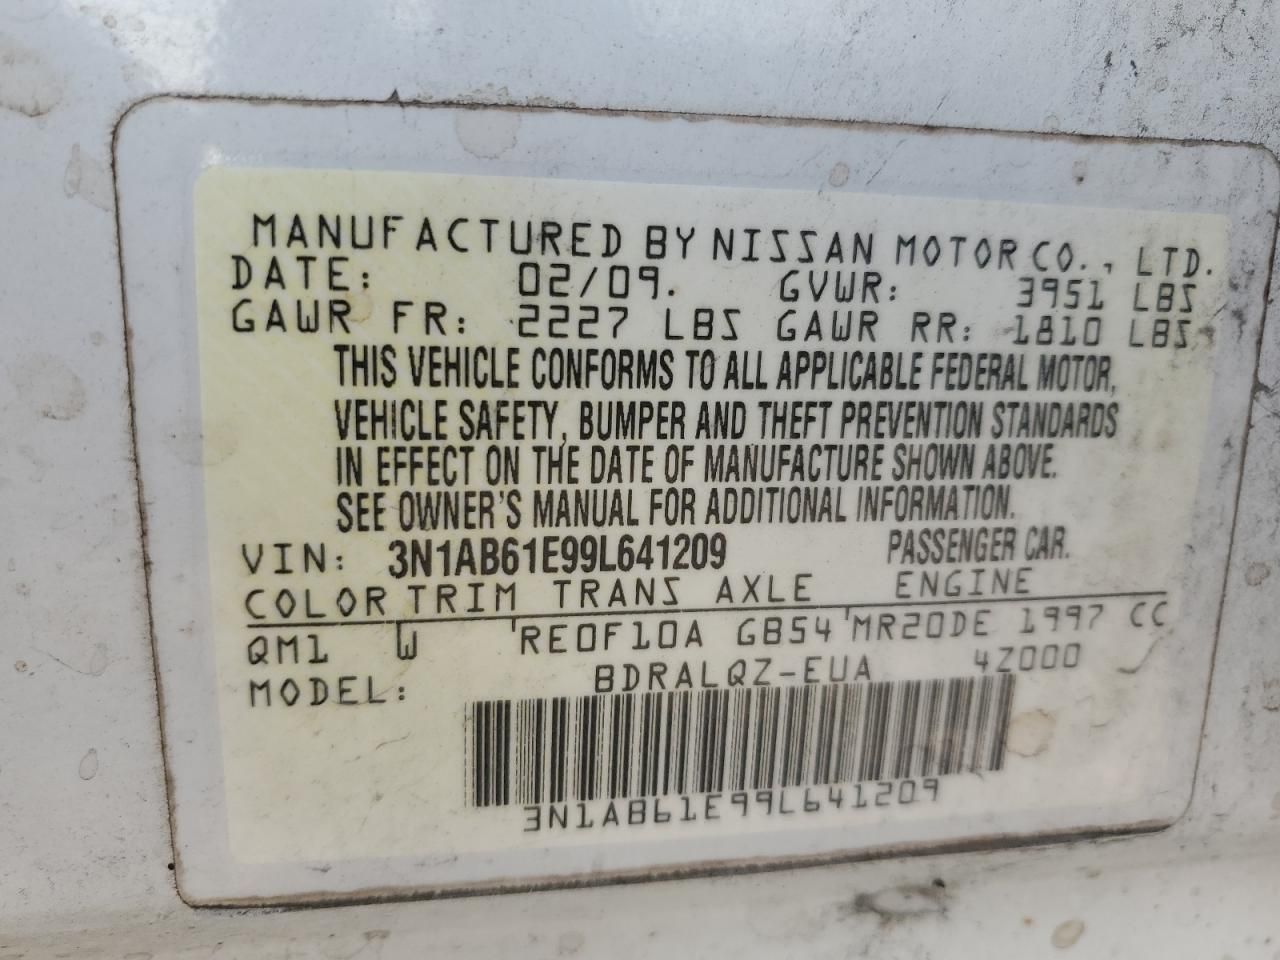 MANUFACTURED BY NISSAN MOTOR CO., LTD.
DATE: 02/09. GVWR: 3951 LBS
GAWR FR: 2227 LBS GAWR RR: 1810 LBS
THIS VEHICLE CONFORMS TO ALL APPLICABLE FEDERAL MOTOR,
VEHICLE SAFETY, BUMPER AND THEFT PREVENTION STANDARDS
IN EFFECT ON THE DATE OF MANUFACTURE SHOWN ABOVE.
SEE OWNER'S MANUAL FOR ADDITIONAL INFORMATION.
VIN: 3N1AB61E99L641209 PASSENGER CAR.
COLOR TRIM TRANS AXLE ENGINE
QM1 W 'RE0F10A GB54'MR20DE 1997 CC
MODEL: BDRALQZ-EUA 4Z000
3N1AB61E99L641209